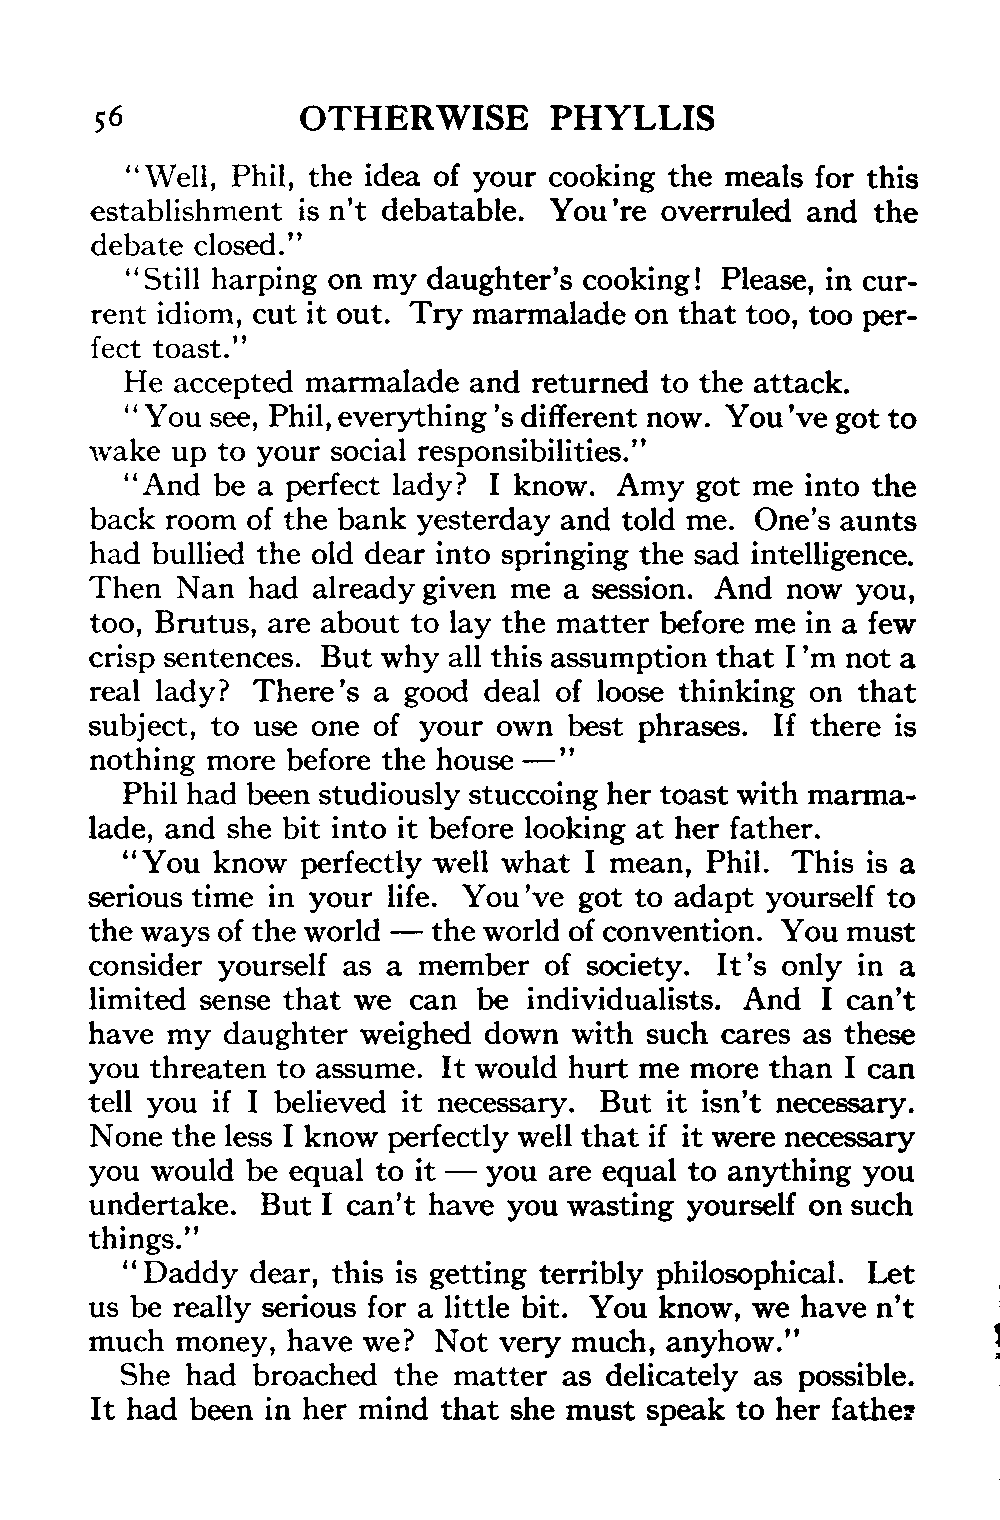 56 OTHERWISE PHYLLIS
"Well, Phil, the idea of your cooking the meals for this
establishment is n't debatable. You 're overruled and the
debate closed."
"Still harping on my daughter's cooking! Please, in cur-
rent idiom, cut it out. Try marmalade on that too, too per-
fect toast."
He accepted marmalade and returned to the attack.
"You see, Phil, everything 's different now. You 've got to
wake up to your social responsibilities."
"And be a perfect lady? I know. Amy got me into the
back room of the bank yesterday and told me. One's aunts
had bullied the old dear into springing the sad intelligence.
Then Nan had already given me a session. And now you,
too, Brutus, are about to lay the matter before me in a few
crisp sentences. But why all this assumption that I 'm not a
real lady? There 's a good deal of loose thinking on that
subject, to use one of your own best phrases. If there is
nothing more before the house —"
Phil had been studiously stuccoing her toast with marma-
lade, and she bit into it before looking at her father.
"You know perfectly well what I mean, Phil. This is a
serious time in your life. You 've got to adapt yourself to
the ways of the world — the world of convention. You must
consider yourself as a member of society. It 's only in a
limited sense that we can be individualists. And I can't
have my daughter weighed down with such cares as these
you threaten to assume. It would hurt me more than I can
tell you if I believed it necessary. But it isn't necessary.
None the less I know perfectly well that if it were necessary
you would be equal to it — you are equal to anything you
undertake. But I can't have you wasting yourself on such
things."
"Daddy dear, this is getting terribly philosophical. Let
us be really serious for a little bit. You know, we have n't
much money, have we? Not very much, anyhow."
She had broached the matter as delicately as possible.
It had been in her mind that she must speak to her father